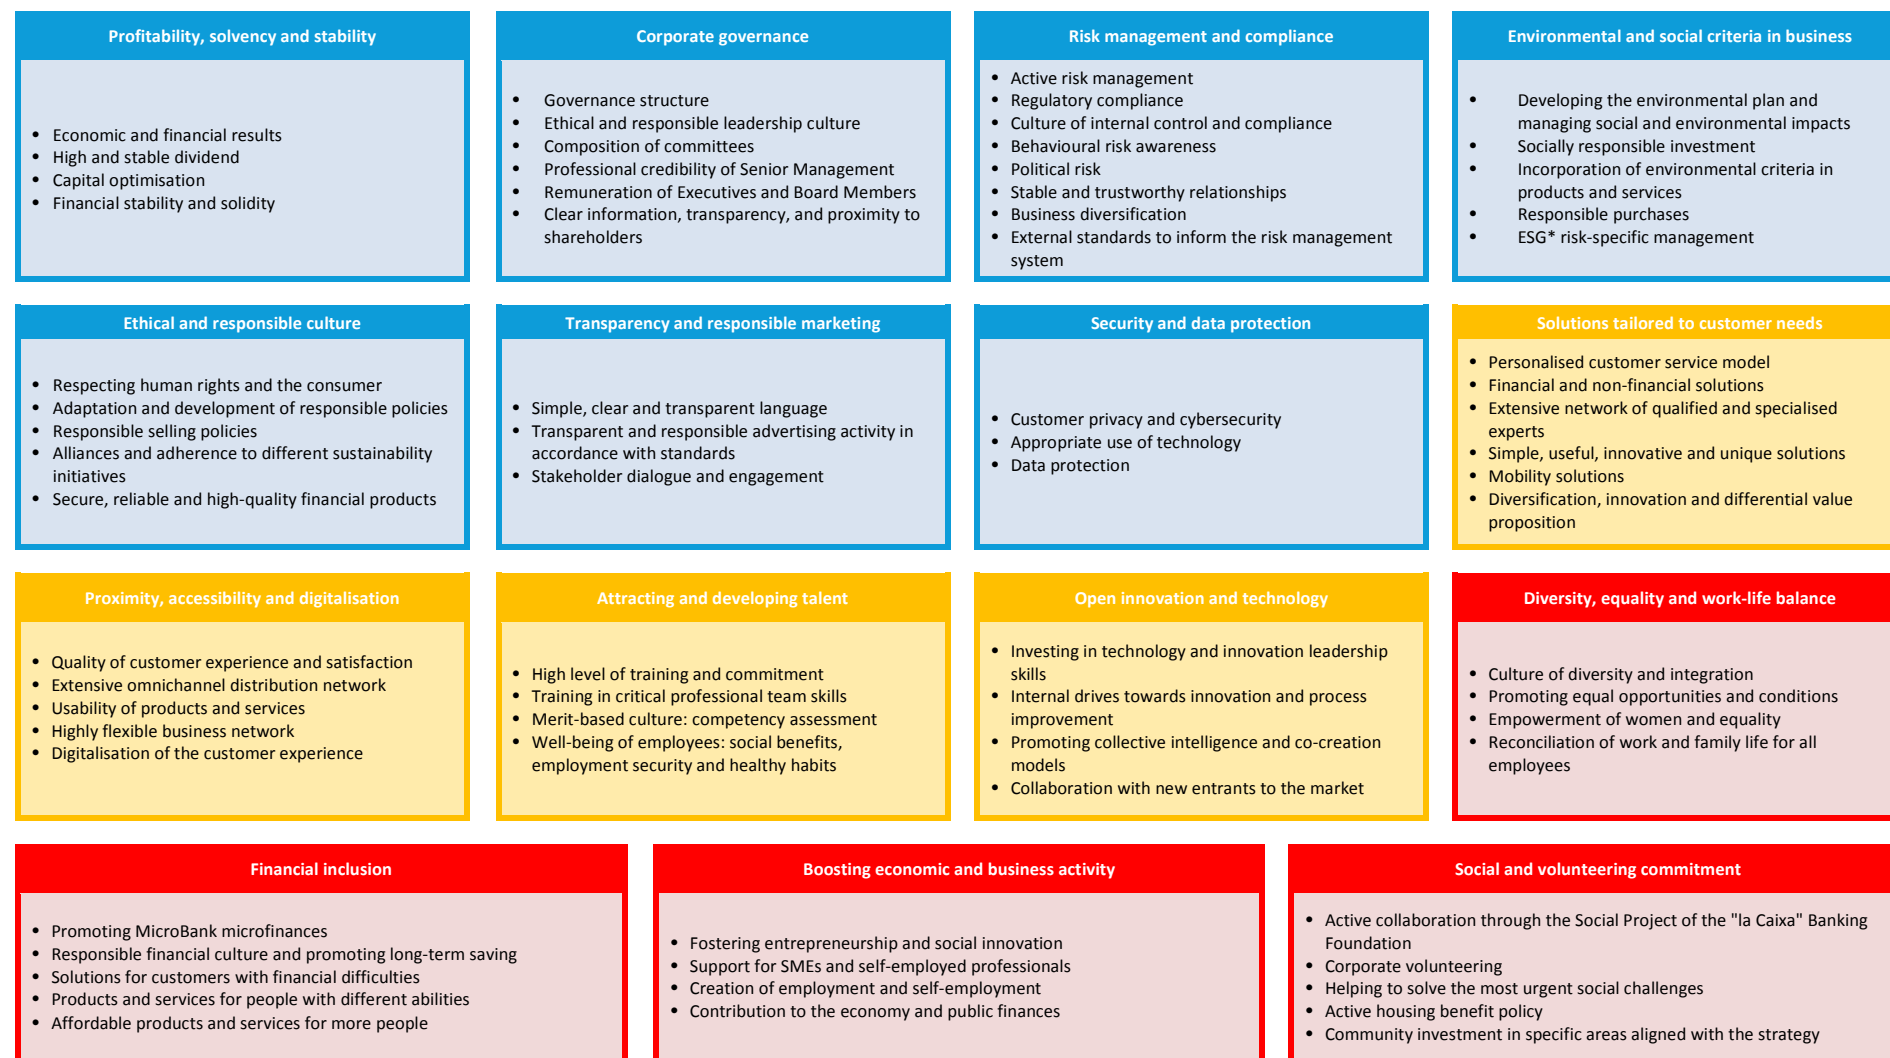 Profitability, solvency and stability
• Economic and financial results
• High and stable dividend
• Capital optimisation
• Financial stability and solidity
Corporate governance
• Governance structure
• Ethical and responsible leadership culture
• Composition of committees
• Professional credibility of Senior Management
• Remuneration of Executives and Board Members
• Clear information, transparency, and proximity to
shareholders
Risk management and compliance
• Active risk management
• Regulatory compliance
• Culture of internal control and compliance
• Behavioural risk awareness
• Political risk
• Stable and trustworthy relationships
• Business diversification
• External standards to inform the risk management
system
Environmental and social criteria in business
• Developing the environmental plan and
managing social and environmental impacts
• Socially responsible investment
• Incorporation of environmental criteria in
products and services
• Responsible purchases
• ESG* risk-specific management
Ethical and responsible culture
• Respecting human rights and the consumer
• Adaptation and development of responsible policies
• Responsible selling policies
• Alliances and adherence to different sustainability
initiatives
• Secure, reliable and high-quality financial products
Transparency and responsible marketing
• Simple, clear and transparent language
• Transparent and responsible advertising activity in
accordance with standards
• Stakeholder dialogue and engagement
Security and data protection
• Customer privacy and cybersecurity
• Appropriate use of technology
• Data protection
Solutions tailored to customer needs
• Personalised customer service model
• Financial and non-financial solutions
• Extensive network of qualified and specialised
experts
• Simple, useful, innovative and unique solutions
• Mobility solutions
• Diversification, innovation and differential value
proposition
Proximity, accessibility and digitalisation
• Quality of customer experience and satisfaction
• Extensive omnichannel distribution network
• Usability of products and services
• Highly flexible business network
• Digitalisation of the customer experience
Attracting and developing talent
• High level of training and commitment
• Training in critical professional team skills
• Merit-based culture: competency assessment
• Well-being of employees: social benefits,
employment security and healthy habits
Open innovation and technology
• Investing in technology and innovation leadership
skills
• Internal drives towards innovation and process
improvement
• Promoting collective intelligence and co-creation
models
• Collaboration with new entrants to the market
Diversity, equality and work-life balance
• Culture of diversity and integration
• Promoting equal opportunities and conditions
• Empowerment of women and equality
• Reconciliation of work and family life for all
employees
Financial inclusion
• Promoting MicroBank microfinances
• Responsible financial culture and promoting long-term saving
• Solutions for customers with financial difficulties
• Products and services for people with different abilities
• Affordable products and services for more people
Boosting economic and business activity
• Fostering entrepreneurship and social innovation
• Support for SMEs and self-employed professionals
• Creation of employment and self-employment
• Contribution to the economy and public finances
Social and volunteering commitment
• Active collaboration through the Social Project of the "la Caixa" Banking
Foundation
• Corporate volunteering
• Helping to solve the most urgent social challenges
• Active housing benefit policy
• Community investment in specific areas aligned with the strategy